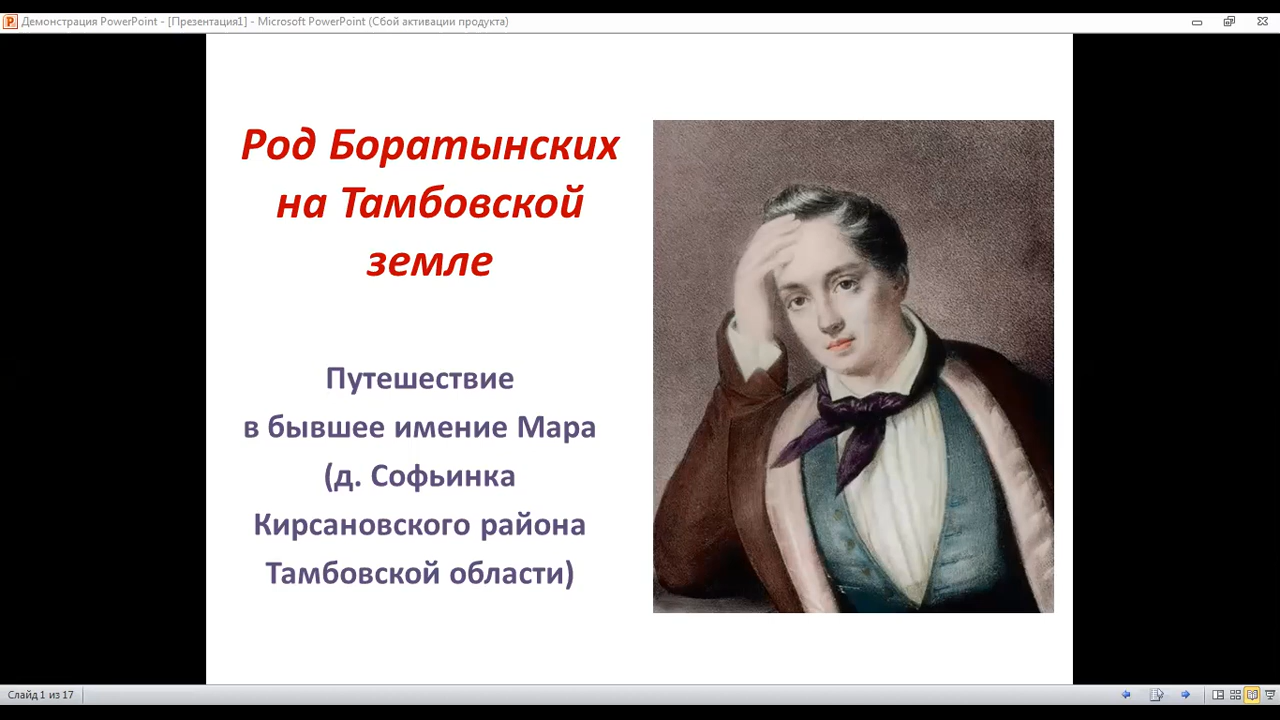 Демонстрация PowerPoint - [Презентация1] - Microsoft PowerPoint (Сбой активации продукта)
Род Боратынских
на Тамбовской
земле
Путешествие
в бывшее имение Мара
(д. Софьинка
Кирсановского района
Тамбовской области)
Слайд 1 из 17